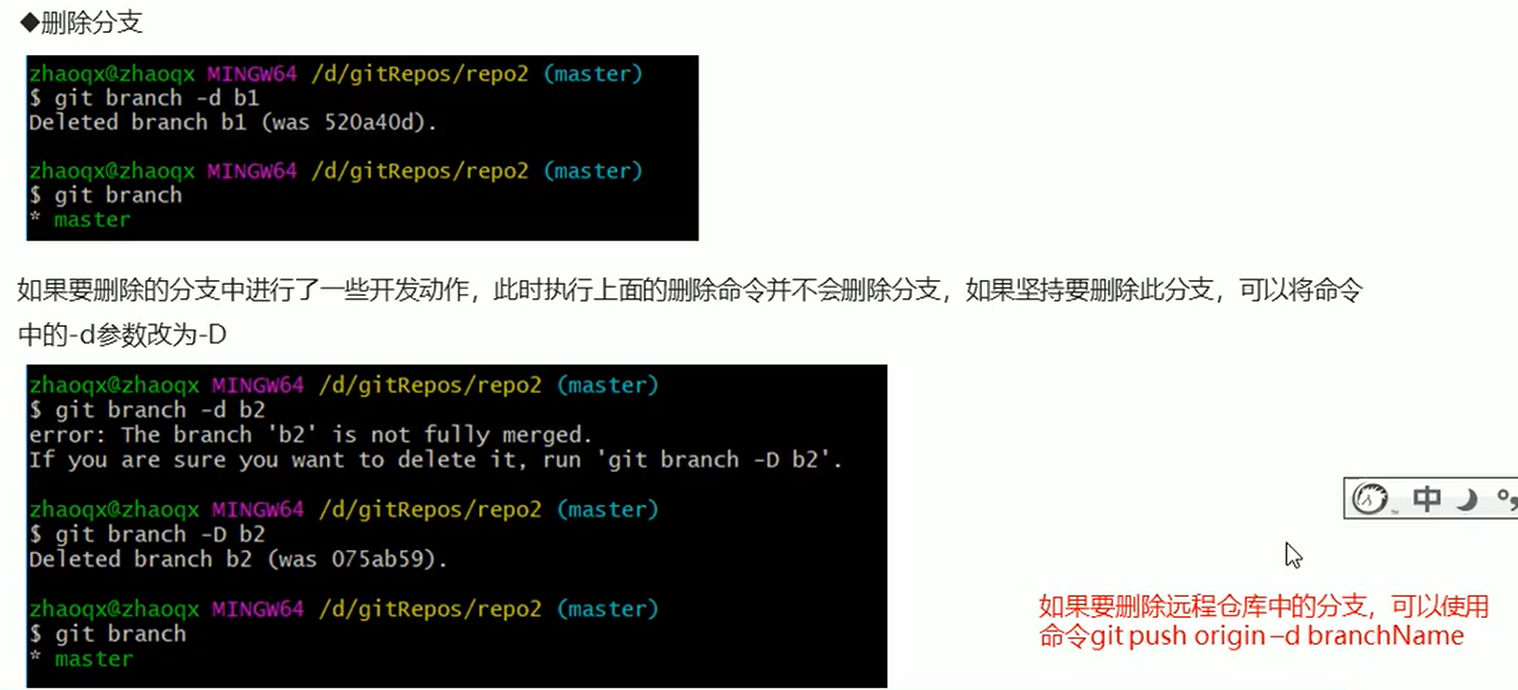 ◆删除分支
zhaoqx@zhaoqx MINGW64 /d/gitRepos/repo2 (master)
$ git branch -d b1
Deleted branch b1 (was 520a40d).
zhaoqx@zhaoqx MINGW64 /d/gitRepos/repo2 (master)
$ git branch
* master
如果要删除的分支中进行了一些开发动作，此时执行上面的删除命令并不会删除分支，如果坚持要删除此分支，可以将命令
中的-d参数改为-D
zhaoqx@zhaoqx MINGW64 /d/gitRepos/repo2 (master)
$ git branch -d b2
error: The branch 'b2' is not fully merged.
If you are sure you want to delete it, run 'git branch -D b2'.
zhaoqx@zhaoqx MINGW64 /d/gitRepos/repo2 (master)
$ git branch -D b2
Deleted branch b2 (was 075ab59).
zhaoqx@zhaoqx MINGW64 /d/gitRepos/repo2 (master)
$ git branch
* master
中
如果要删除远程仓库中的分支，可以使用
命令git push origin –d branchName